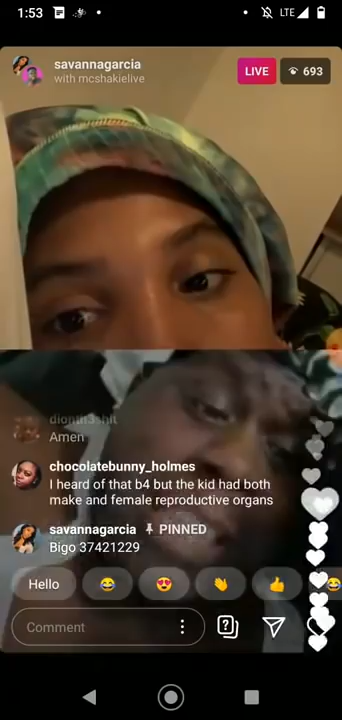 1:53
LTE
savannagarcia
LIVE
693
with mcshakielive
dionth3shit
Amen
chocolatebunny_holmes
I heard of that b4 but the kid had both
make and female reproductive organs
savannagarcia PINNED
Bigo 37421229
Hello
Comment